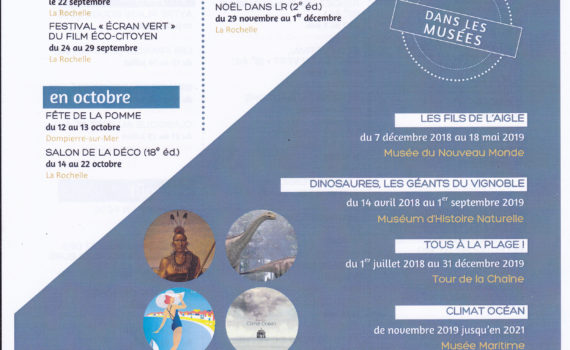 le 22 septembre
La Rochelle
FESTIVAL « ÉCRAN VERT »
DU FILM ÉCO-CITOYEN
du 24 au 29 septembre
La Rochelle
en octobre
FÊTE DE LA POMME
du 12 au 13 octobre
Dompierre-sur-Mer
SALON DE LA DÉCO (18e éd.)
du 14 au 22 octobre
La Rochelle
NOËL DANS LR (2e éd.)
du 29 novembre au 1er décembre
La Rochelle
DANS LES
MUSÉES
LES FILS DE L'AIGLE
du 7 décembre 2018 au 18 mai 2019
Musée du Nouveau Monde
DINOSAURES, LES GÉANTS DU VIGNOBLE
du 14 avril 2018 au 1er septembre 2019
Muséum d'Histoire Naturelle
TOUS À LA PLAGE !
du 1er juillet 2018 au 31 décembre 2019
Tour de la Chaîne
CLIMAT OCÉAN
de novembre 2019 jusqu'en 2021
Musée Maritime
Climat Océan